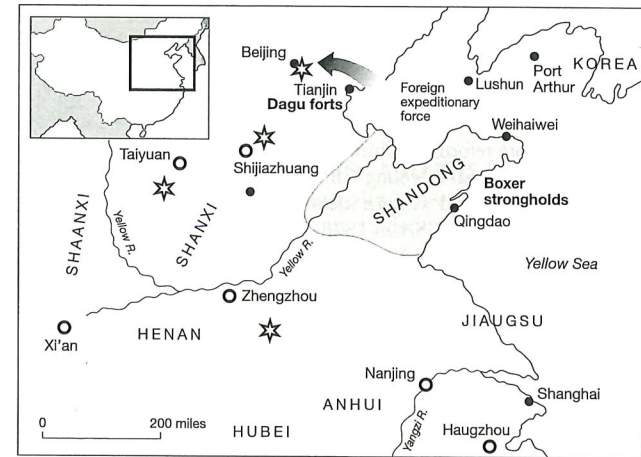 Beijing
Tianjin
Dagu forts
Foreign
expeditionary
force
Lushun
Port
Arthur
KOREA
Weihaiwei
Taiyuan
Shijiazhuang
SHANDONG
Boxer
strongholds
Qingdao
SHAANXI
Yellow R.
SHANXI
Yellow R.
Yellow Sea
Zhengzhou
HENAN
Xi'an
JIAUGSU
Nanjing
Shanghai
ANHUI
Yangzi R.
Haugzhou
HUBEI
0
200 miles